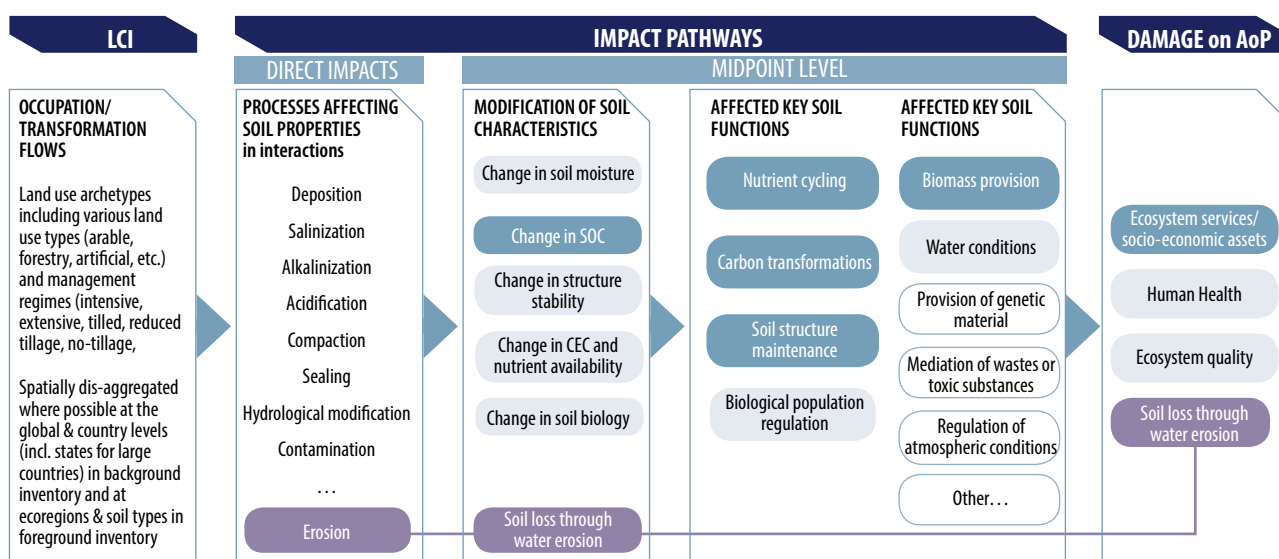 LCI
IMPACT PATHWAYS
DAMAGE on AoP
DIRECT IMPACTS
MIDPOINT LEVEL
OCCUPATION/
TRANSFORMATION
FLOWS
Land use archetypes
including various land
use types (arable,
forestry, artificial, etc.)
and management
regimes (intensive,
extensive, tilled, reduced
tillage, no-tillage,
Spatially dis-aggregated
where possible at the
global & country levels
(incl. states for large
countries) in background
inventory and at
ecoregions & soil types in
foreground inventory
PROCESSES AFFECTING
SOIL PROPERTIES
in interactions
Deposition
Salinization
Alkalinization
Acidification
Compaction
Sealing
Hydrological modification
Contamination
...
Erosion
MODIFICATION OF SOIL
CHARACTERISTICS
Change in soil moisture
Change in SOC
Change in structure
stability
Change in CEC and
nutrient availability
Change in soil biology
Soil loss through
water erosion
AFFECTED KEY SOIL
FUNCTIONS
Nutrient cycling
Carbon transformations
Soil structure
maintenance
Biological population
regulation
AFFECTED KEY SOIL
FUNCTIONS
Biomass provision
Water conditions
Provision of genetic
material
Mediation of wastes or
toxic substances
Regulation of
atmospheric conditions
Other...
Ecosystem services/
socio-economic assets
Human Health
Ecosystem quality
Soil loss through
water erosion